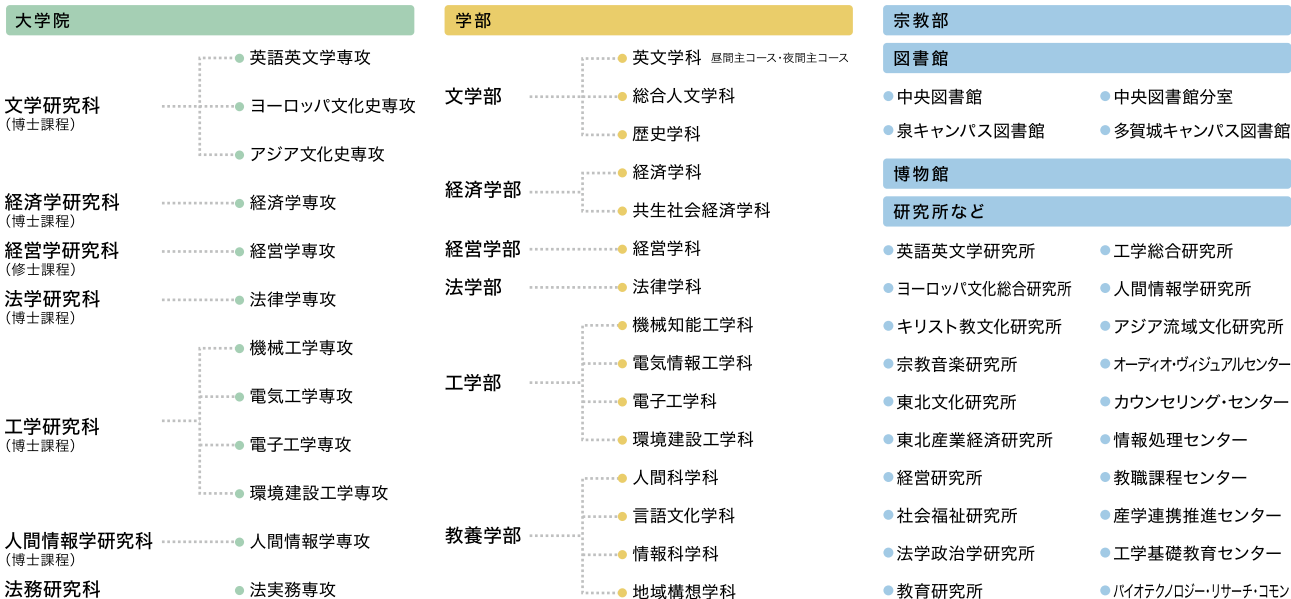 大学院
文学研究科
（博士課程）
英語英文学専攻
ヨーロッパ文化史専攻
アジア文化史専攻
経済学研究科
（博士課程）
経済学専攻
経営学研究科
（修士課程）
経営学専攻
法学研究科
（博士課程）
法律学専攻
工学研究科
（博士課程）
機械工学専攻
電気工学専攻
電子工学専攻
環境建設工学専攻
人間情報学研究科
（博士課程）
人間情報学専攻
法務研究科
法実務専攻
学部
文学部
英文学科 昼間主コース・夜間主コース
総合人文学科
歴史学科
経済学部
経済学科
共生社会経済学科
経営学部
経営学科
法学部
法律学科
工学部
機械知能工学科
電気情報工学科
電子工学科
環境建設工学科
教養学部
人間科学科
言語文化学科
情報科学科
地域構想学科
宗教部
図書館
中央図書館
中央図書館分室
泉キャンパス図書館
多賀城キャンパス図書館
博物館
研究所など
英語英文学研究所
工学総合研究所
ヨーロッパ文化総合研究所
人間情報学研究所
キリスト教文化研究所
アジア流域文化研究所
宗教音楽研究所
オーディオ・ヴィジュアルセンター
東北文化研究所
カウンセリング・センター
東北産業経済研究所
情報処理センター
経営研究所
教職課程センター
社会福祉研究所
産学連携推進センター
法学政治学研究所
工学基礎教育センター
教育研究所
バイオテクノロジー・リサーチ・コモン